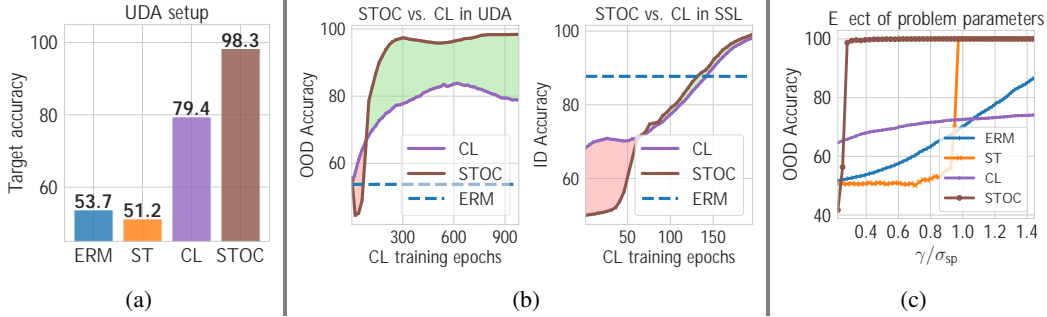 UDA setup
Target accuracy
100
80
60
53.7
51.2
79.4
98.3
ERM ST CL STOC
(a)
STOC vs. CL in UDA
OOD Accuracy
100
80
60
CL
STOC
ERM
300 600 900
CL training epochs
STOC vs. CL in SSL
ID Accuracy
100
80
60
CL
STOC
ERM
50 100 150
CL training epochs
(b)
E ect of problem parameters
OOD Accuracy
100
80
60
40
ERM
ST
CL
STOC
0.4 0.6 0.8 1.0 1.2 1.4
γ/σsp
(c)